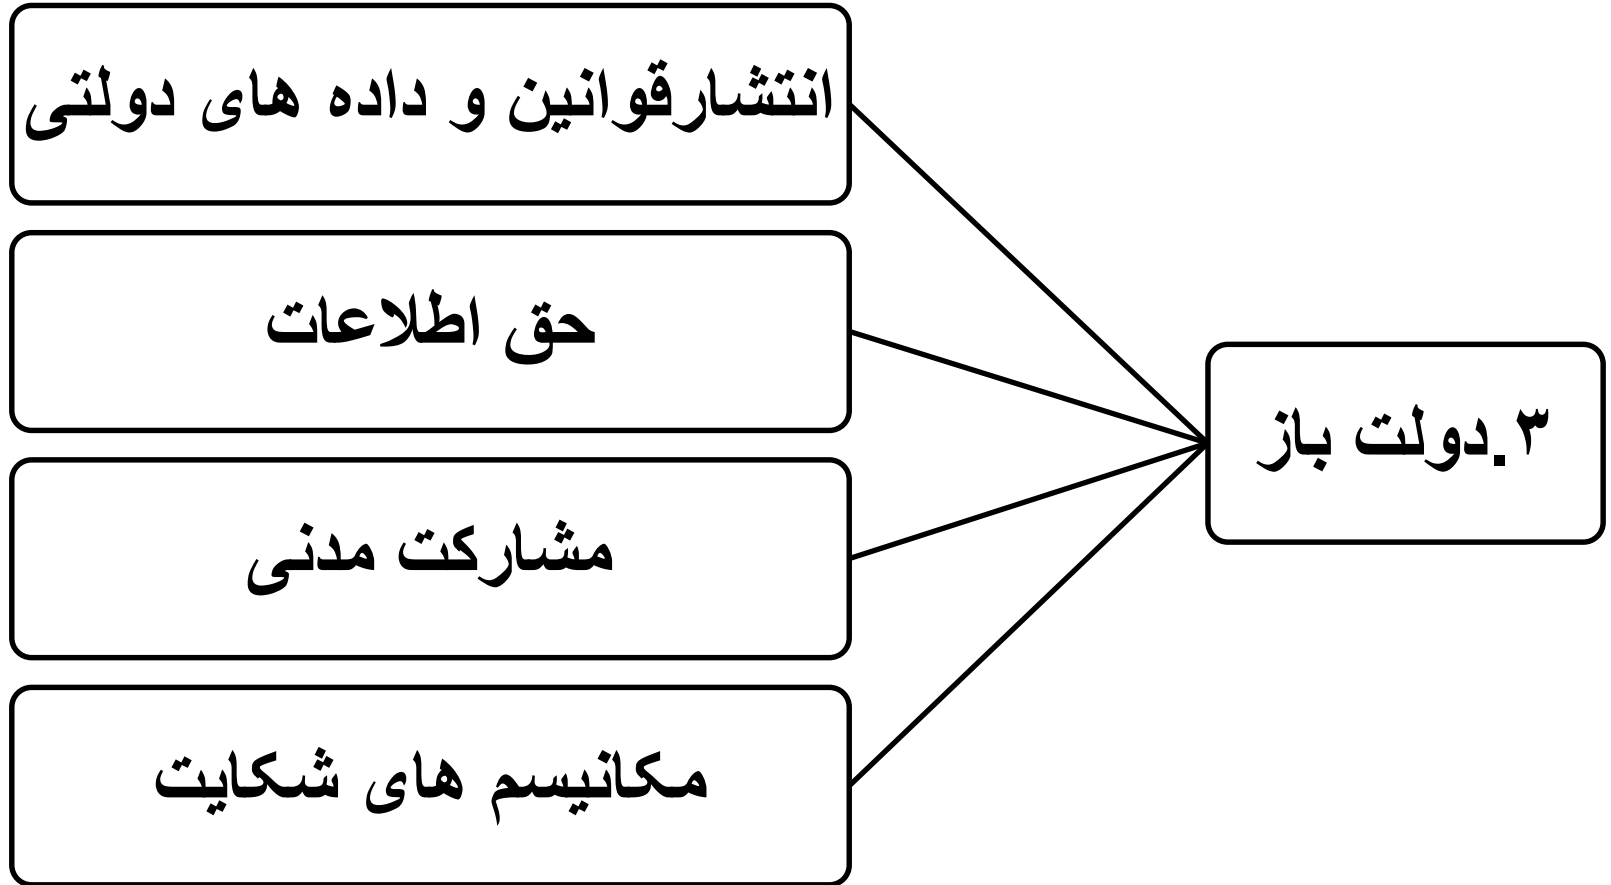 ۳.دولت باز
انتشارقوانین و داده های دولتی
حق اطلاعات
مشارکت مدنی
مکانیسم های شکایت